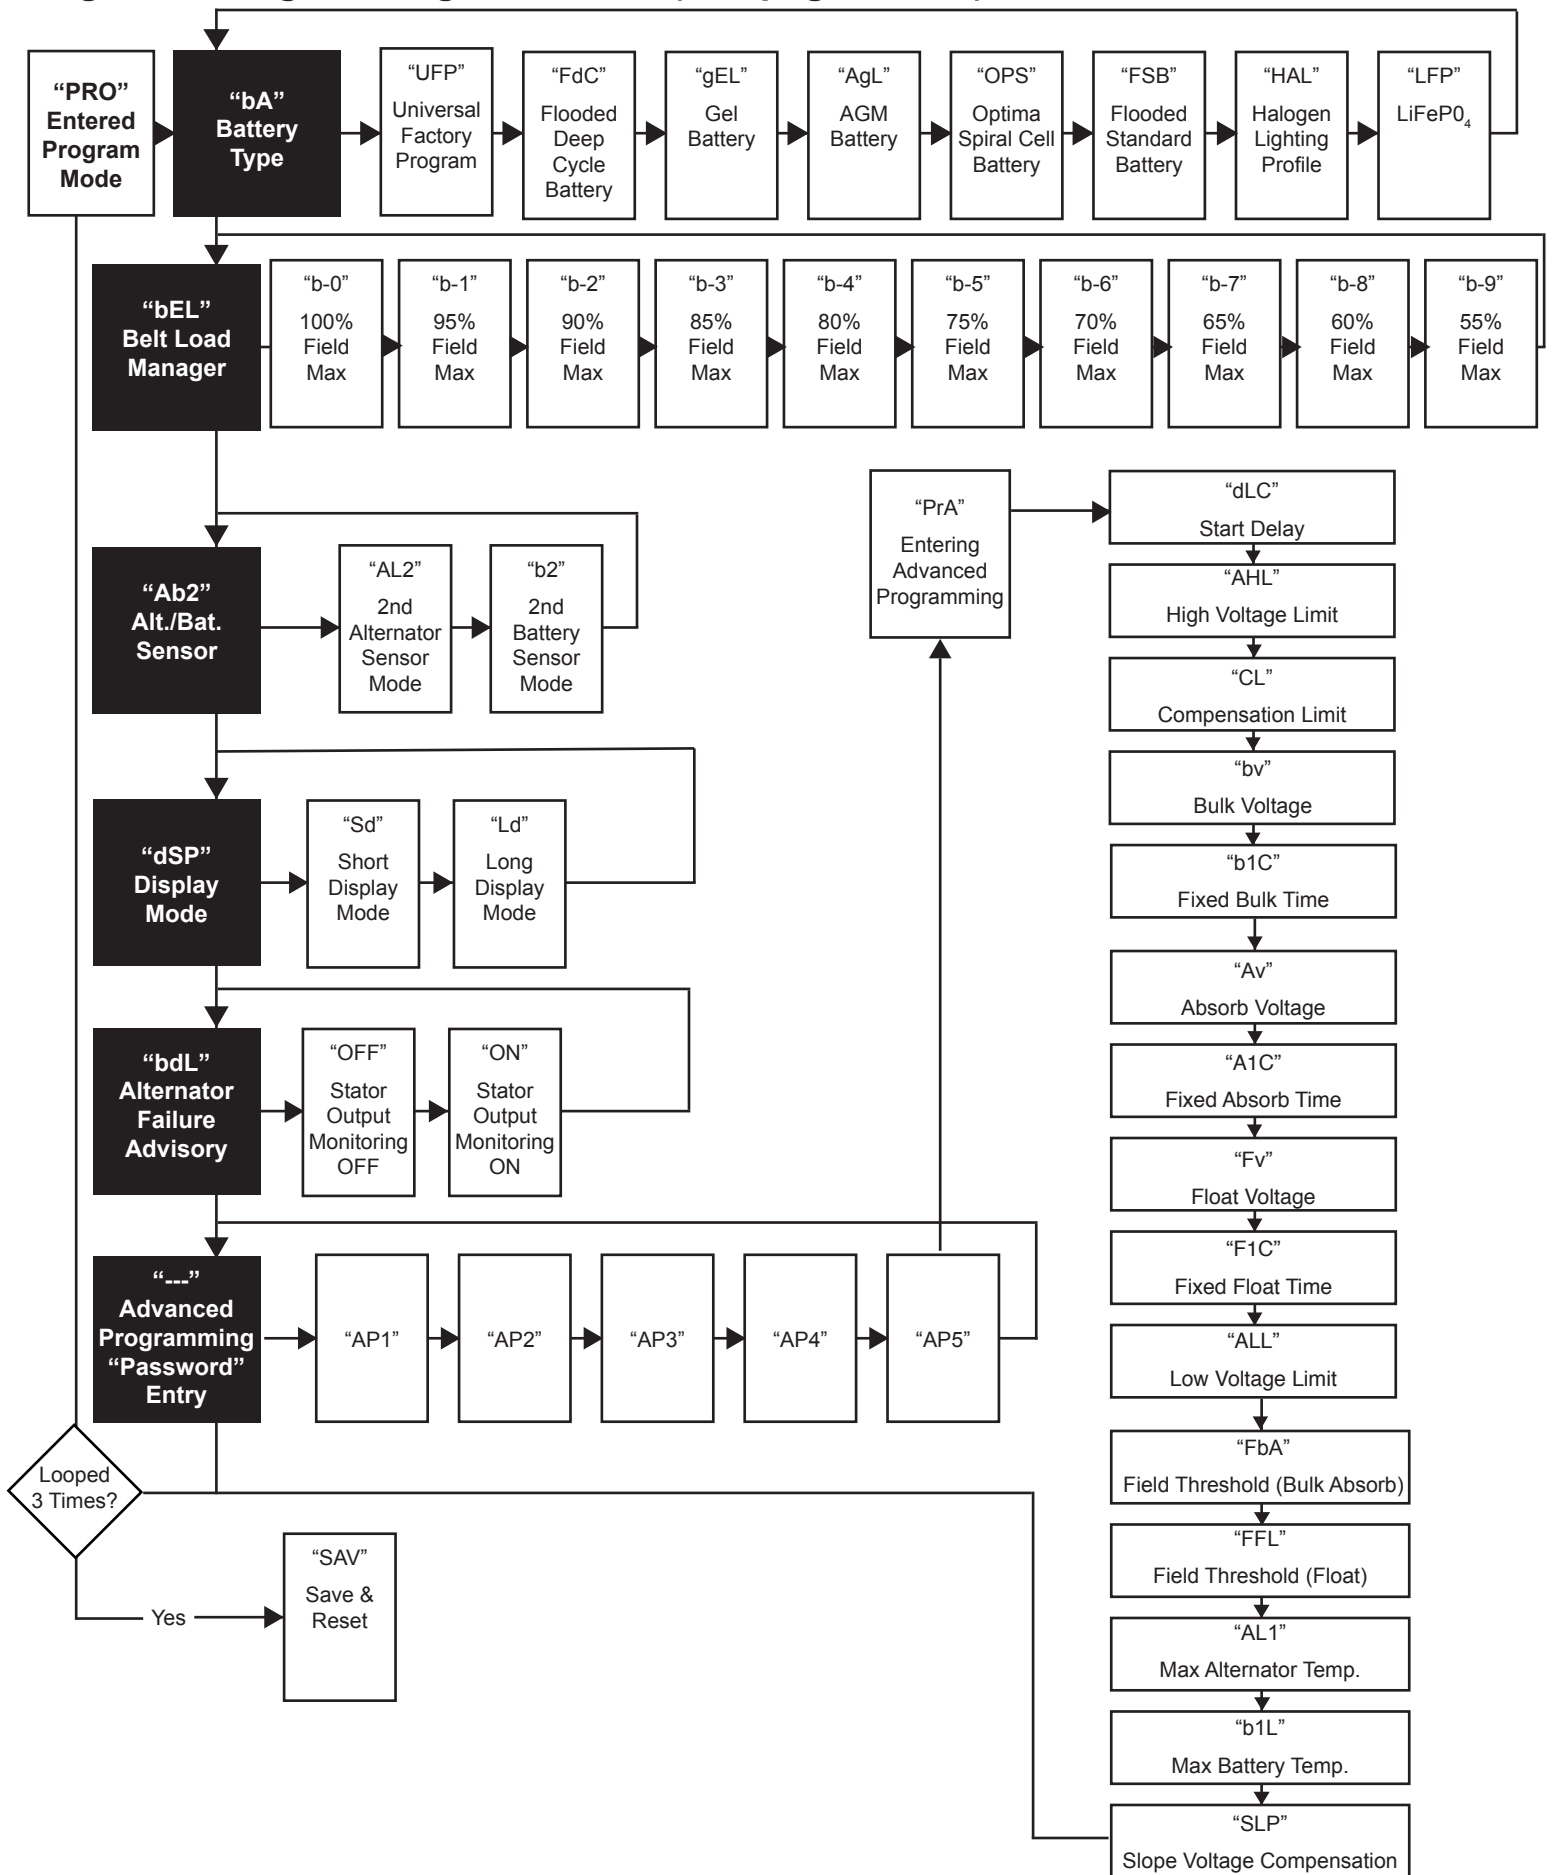 “PRO”
Entered
Program
Mode
“bA”
Battery
Type
“UFP”
Universal
Factory
Program
“FdC”
Flooded
Deep
Cycle
Battery
“gEL”
Gel
Battery
“AgL”
AGM
Battery
“OPS”
Optima
Spiral Cell
Battery
“FSB”
Flooded
Standard
Battery
“HAL”
Halogen
Lighting
Profile
“LFP”
LiFeP0₄
“bEL”
Belt Load
Manager
“b-0”
100%
Field
Max
“b-1”
95%
Field
Max
“b-2”
90%
Field
Max
“b-3”
85%
Field
Max
“b-4”
80%
Field
Max
“b-5”
75%
Field
Max
“b-6”
70%
Field
Max
“b-7”
65%
Field
Max
“b-8”
60%
Field
Max
“b-9”
55%
Field
Max
“Ab2”
Alt./Bat.
Sensor
“AL2”
2nd
Alternator
Sensor
Mode
“b2”
2nd
Battery
Sensor
Mode
“dSP”
Display
Mode
“Sd”
Short
Display
Mode
“Ld”
Long
Display
Mode
“bdL”
Alternator
Failure
Advisory
“OFF”
Stator
Output
Monitoring
OFF
“ON”
Stator
Output
Monitoring
ON
“---”
Advanced
Programming
“Password”
Entry
“AP1”
“AP2”
“AP3”
“AP4”
“AP5”
“PrA”
Entering
Advanced
Programming
“dLC”
Start Delay
“AHL”
High Voltage Limit
“CL”
Compensation Limit
“bv”
Bulk Voltage
“b1C”
Fixed Bulk Time
“Av”
Absorb Voltage
“A1C”
Fixed Absorb Time
“Fv”
Float Voltage
“F1C”
Fixed Float Time
“ALL”
Low Voltage Limit
“FbA”
Field Threshold (Bulk Absorb)
“FFL”
Field Threshold (Float)
“AL1”
Max Alternator Temp.
“b1L”
Max Battery Temp.
“SLP”
Slope Voltage Compensation
Looped
3 Times?
Yes
“SAV”
Save &
Reset